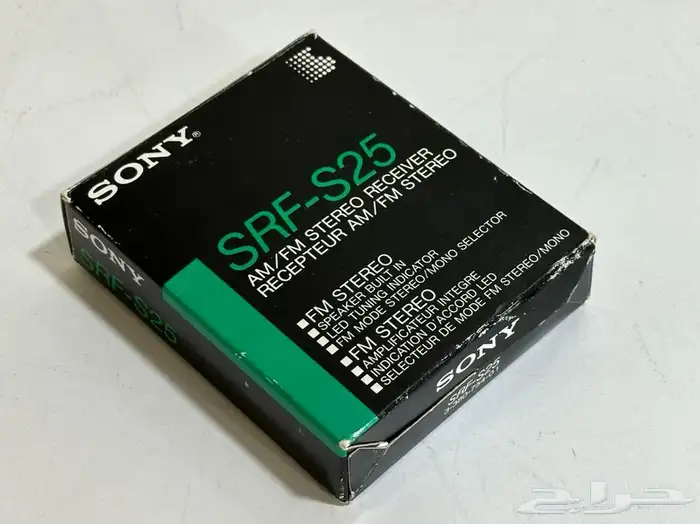 SONY®
SRF-S25
AM/FM STEREO RECEIVER
RECEPTEUR AM/FM STEREO
FM STEREO
SPEAKER BUILT IN
LED TUNING INDICATOR
FM MODE STEREO/MONO SELECTOR
FM STEREO
AMPLIFICATEUR INTEGRE
INDICATION D'ACCORD LED
SELECTEUR DE MODE FM STEREO/MONO
SONY
SRF-S25
SONY
SRF-S25
حراج